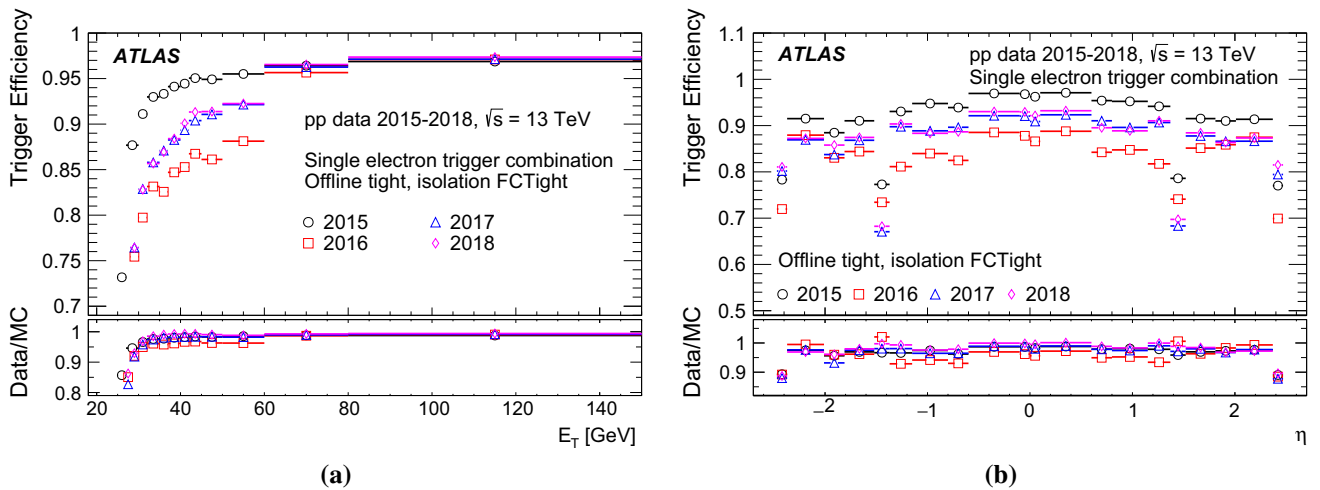 ATLAS
pp data 2015-2018, √s = 13 TeV
Single electron trigger combination
Offline tight, isolation FCTight
2015
2017
2016
2018
Trigger Efficiency
1
0.95
0.9
0.85
0.8
0.75
0.7
Data/MC
1
0.9
0.8
20 40 60 80 100 120 140
E_T [GeV]
(a)
ATLAS
pp data 2015-2018, √s = 13 TeV
Single electron trigger combination
Offline tight, isolation FCTight
2015 2016 2017 2018
Trigger Efficiency
1.1
1
0.9
0.8
0.7
0.6
0.5
Data/MC
1
0.9
−2 −1 0 1 2
η
(b)